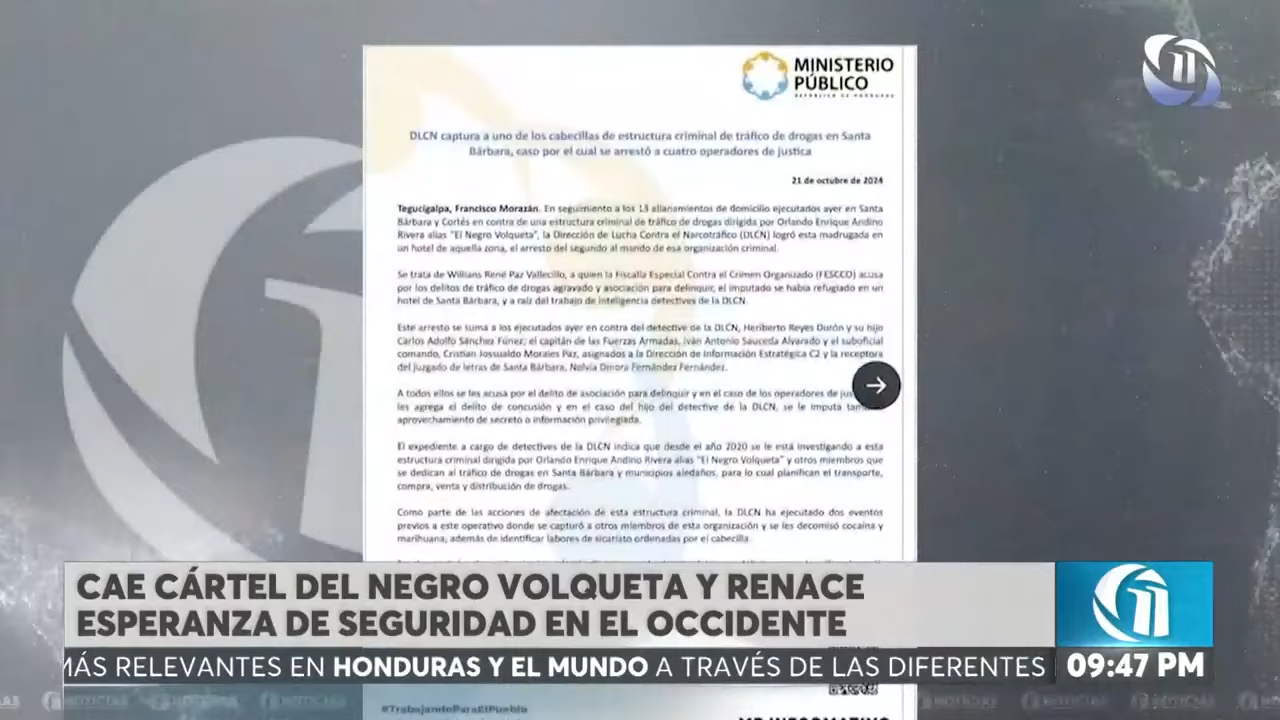 MINISTERIO
PÚBLICO
REPÚBLICA DE HONDURAS
DLCN captura a uno de los cabecillas de estructura criminal de tráfico de drogas en Santa
Bárbara, caso por el cual se arrestó a cuatro operadores de justica
21 de octubre de 2024
Tegucigalpa, Francisco Morazán. En seguimiento a los 13 allanamientos de domicilio ejecutados ayer en Santa
Bárbara y Cortés en contra de una estructura criminal de tráfico de drogas dirigida por Orlando Enrique Andino
Rivera alias "El Negro Volqueta", la Dirección de Lucha Contra el Narcotráfico (DLCN) logró esta madrugada en
un hotel de aquella zona, el arresto del segundo al mando de esa organización criminal.
Se trata de Willians René Paz Vallecillo, a quien la Fiscalía Especial Contra el Crimen Organizado (FESCCO) acusa
por los delitos de tráfico de drogas agravado y asociación para delinquir, el imputado se había refugiado en un
hotel de Santa Bárbara, y a raíz del trabajo de inteligencia detectives de la DLCN.
Este arresto se suma a los ejecutados ayer en contra del detective de la DLCN, Heriberto Reyes Durón y su hijo
Carlos Adolfo Sánchez Fúnez; el capitán de las Fuerzas Armadas, Iván Antonio Sauceda Alvarado y el suboficial
comando, Cristian Jossualdo Morales Paz, asignados a la Dirección de Información Estratégica C2 y la receptora
del juzgado de letras de Santa Bárbara, Nolvia Dinora Fernández Fernández.
A todos ellos se les acusa por el delito de asociación para delinquir y en el caso de los operadores de
les agrega el delito de concusión y en el caso del hijo del detective de la DLCN, se le imputa
aprovechamiento de secreto o información privilegiada.
El expediente a cargo de detectives de la DLCN indica que desde el año 2020 se le está investigando a esta
estructura criminal dirigida por Orlando Enrique Andino Rivera alias "El Negro Volqueta" y otros miembros que
se dedican al tráfico de drogas en Santa Bárbara y municipios aledaños, para lo cual planifican el transporte,
compra, venta y distribución de drogas.
Como parte de las acciones de afectación de esta estructura criminal, la DLCN ha ejecutado dos eventos
previos a este operativo donde se capturó a otros miembros de esta organización y se les decomisó cocaína y
marihuana, además de identificar labores de sicariato ordenadas por el cabecilla.
CAE CÁRTEL DEL NEGRO VOLQUETA Y RENACE
ESPERANZA DE SEGURIDAD EN EL OCCIDENTE
MÁS RELEVANTES EN HONDURAS Y EL MUNDO A TRAVÉS DE LAS DIFERENTES
09:47 PM
#TrabajandoParaElPueblo
MP INFORMATIVO
NOTICIAS